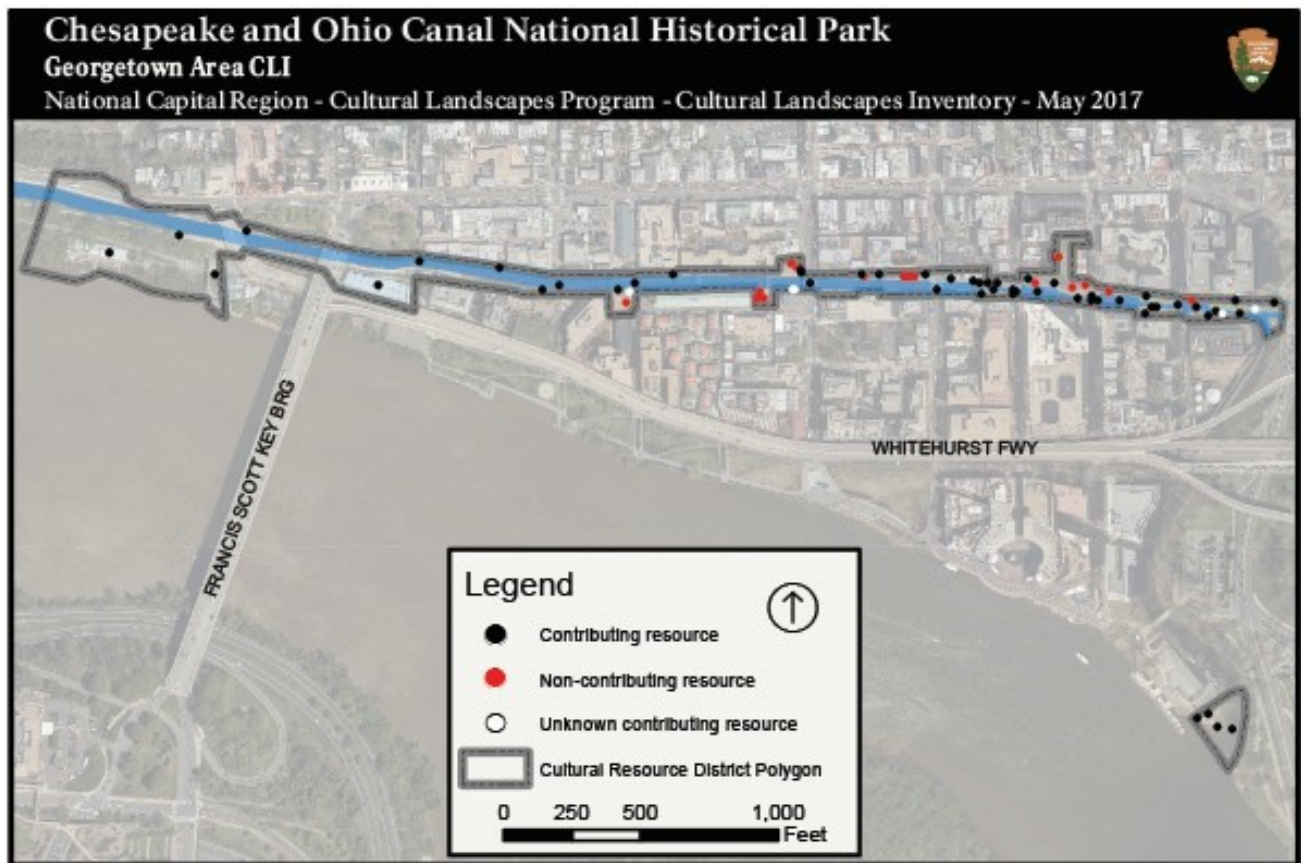 Chesapeake and Ohio Canal National Historical Park
Georgetown Area CLI
National Capital Region - Cultural Landscapes Program - Cultural Landscapes Inventory - May 2017
FRANCIS SCOTT KEY BRG
WHITEHURST FWY
Legend
Contributing resource
Non-contributing resource
Unknown contributing resource
Cultural Resource District Polygon
0 250 500 1,000
Feet